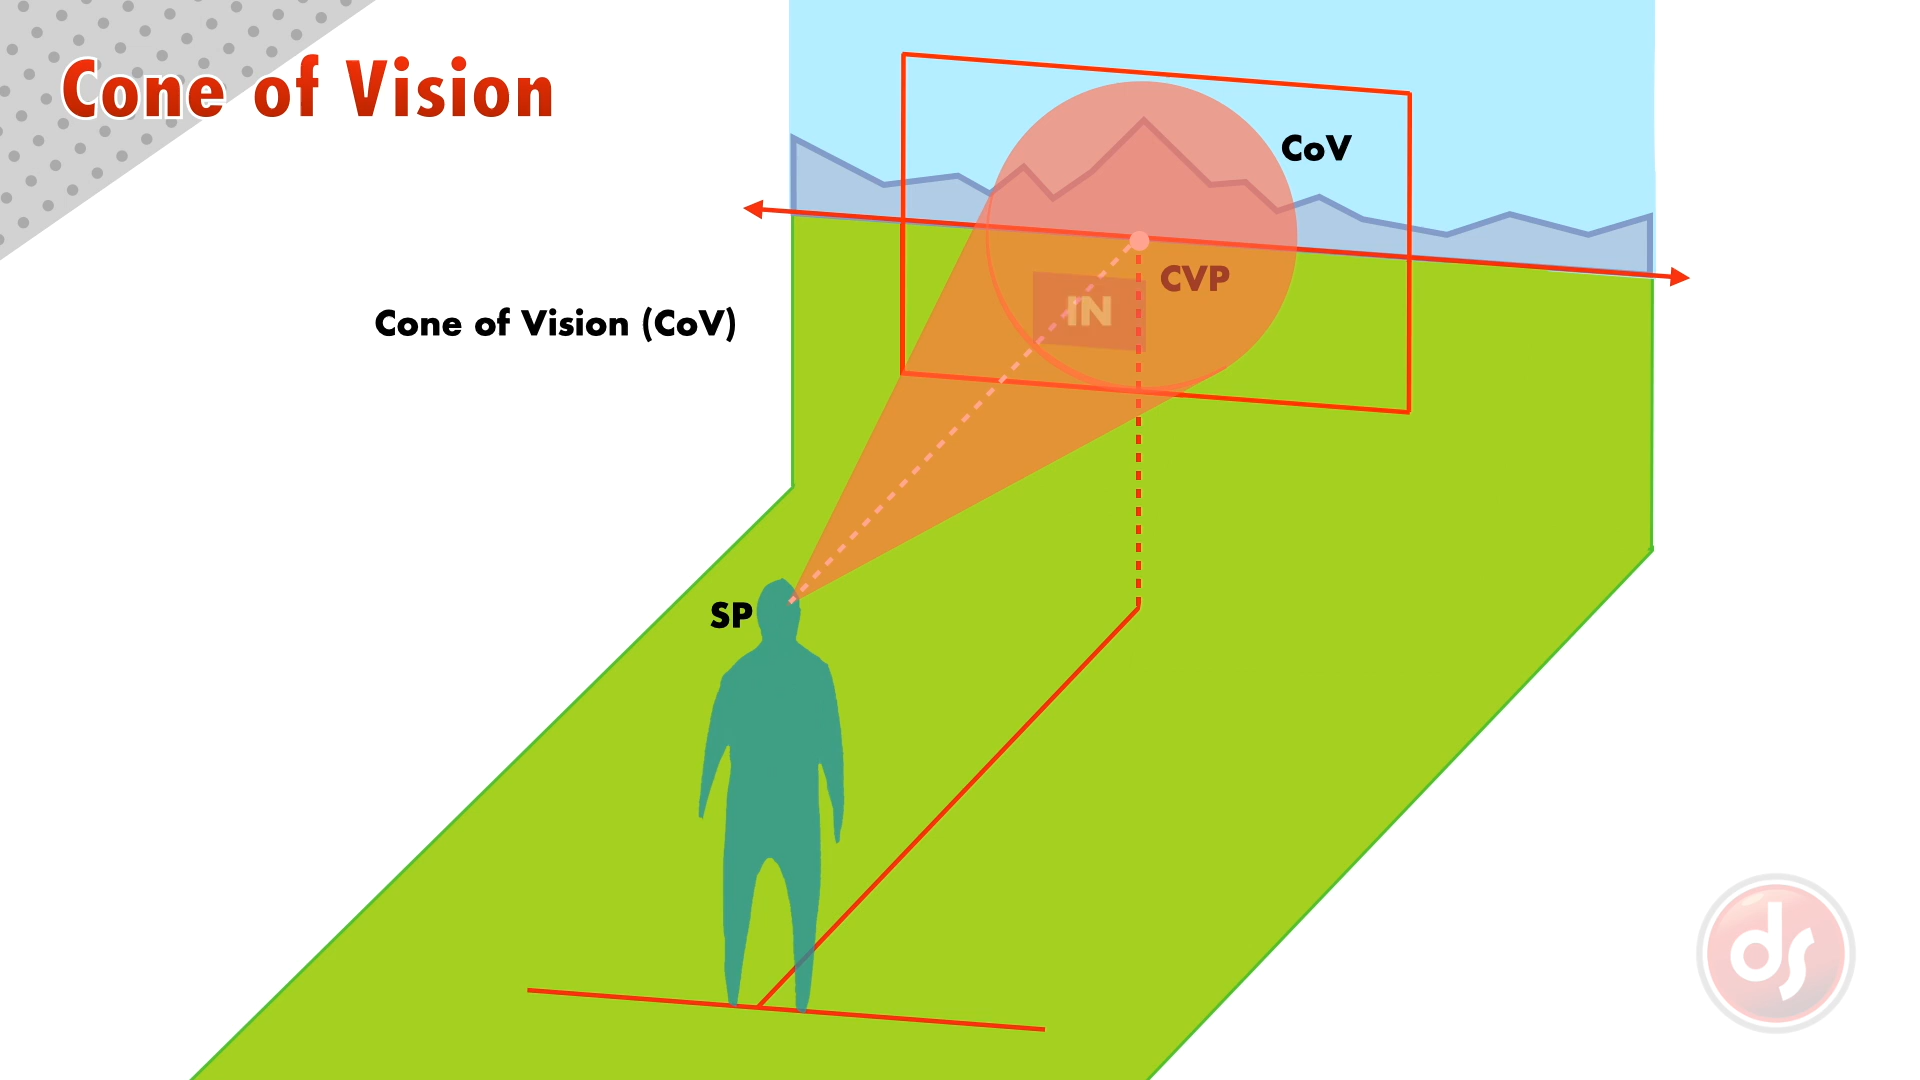 Cone of Vision
CoV
CVP
IN
Cone of Vision (CoV)
SP
ds